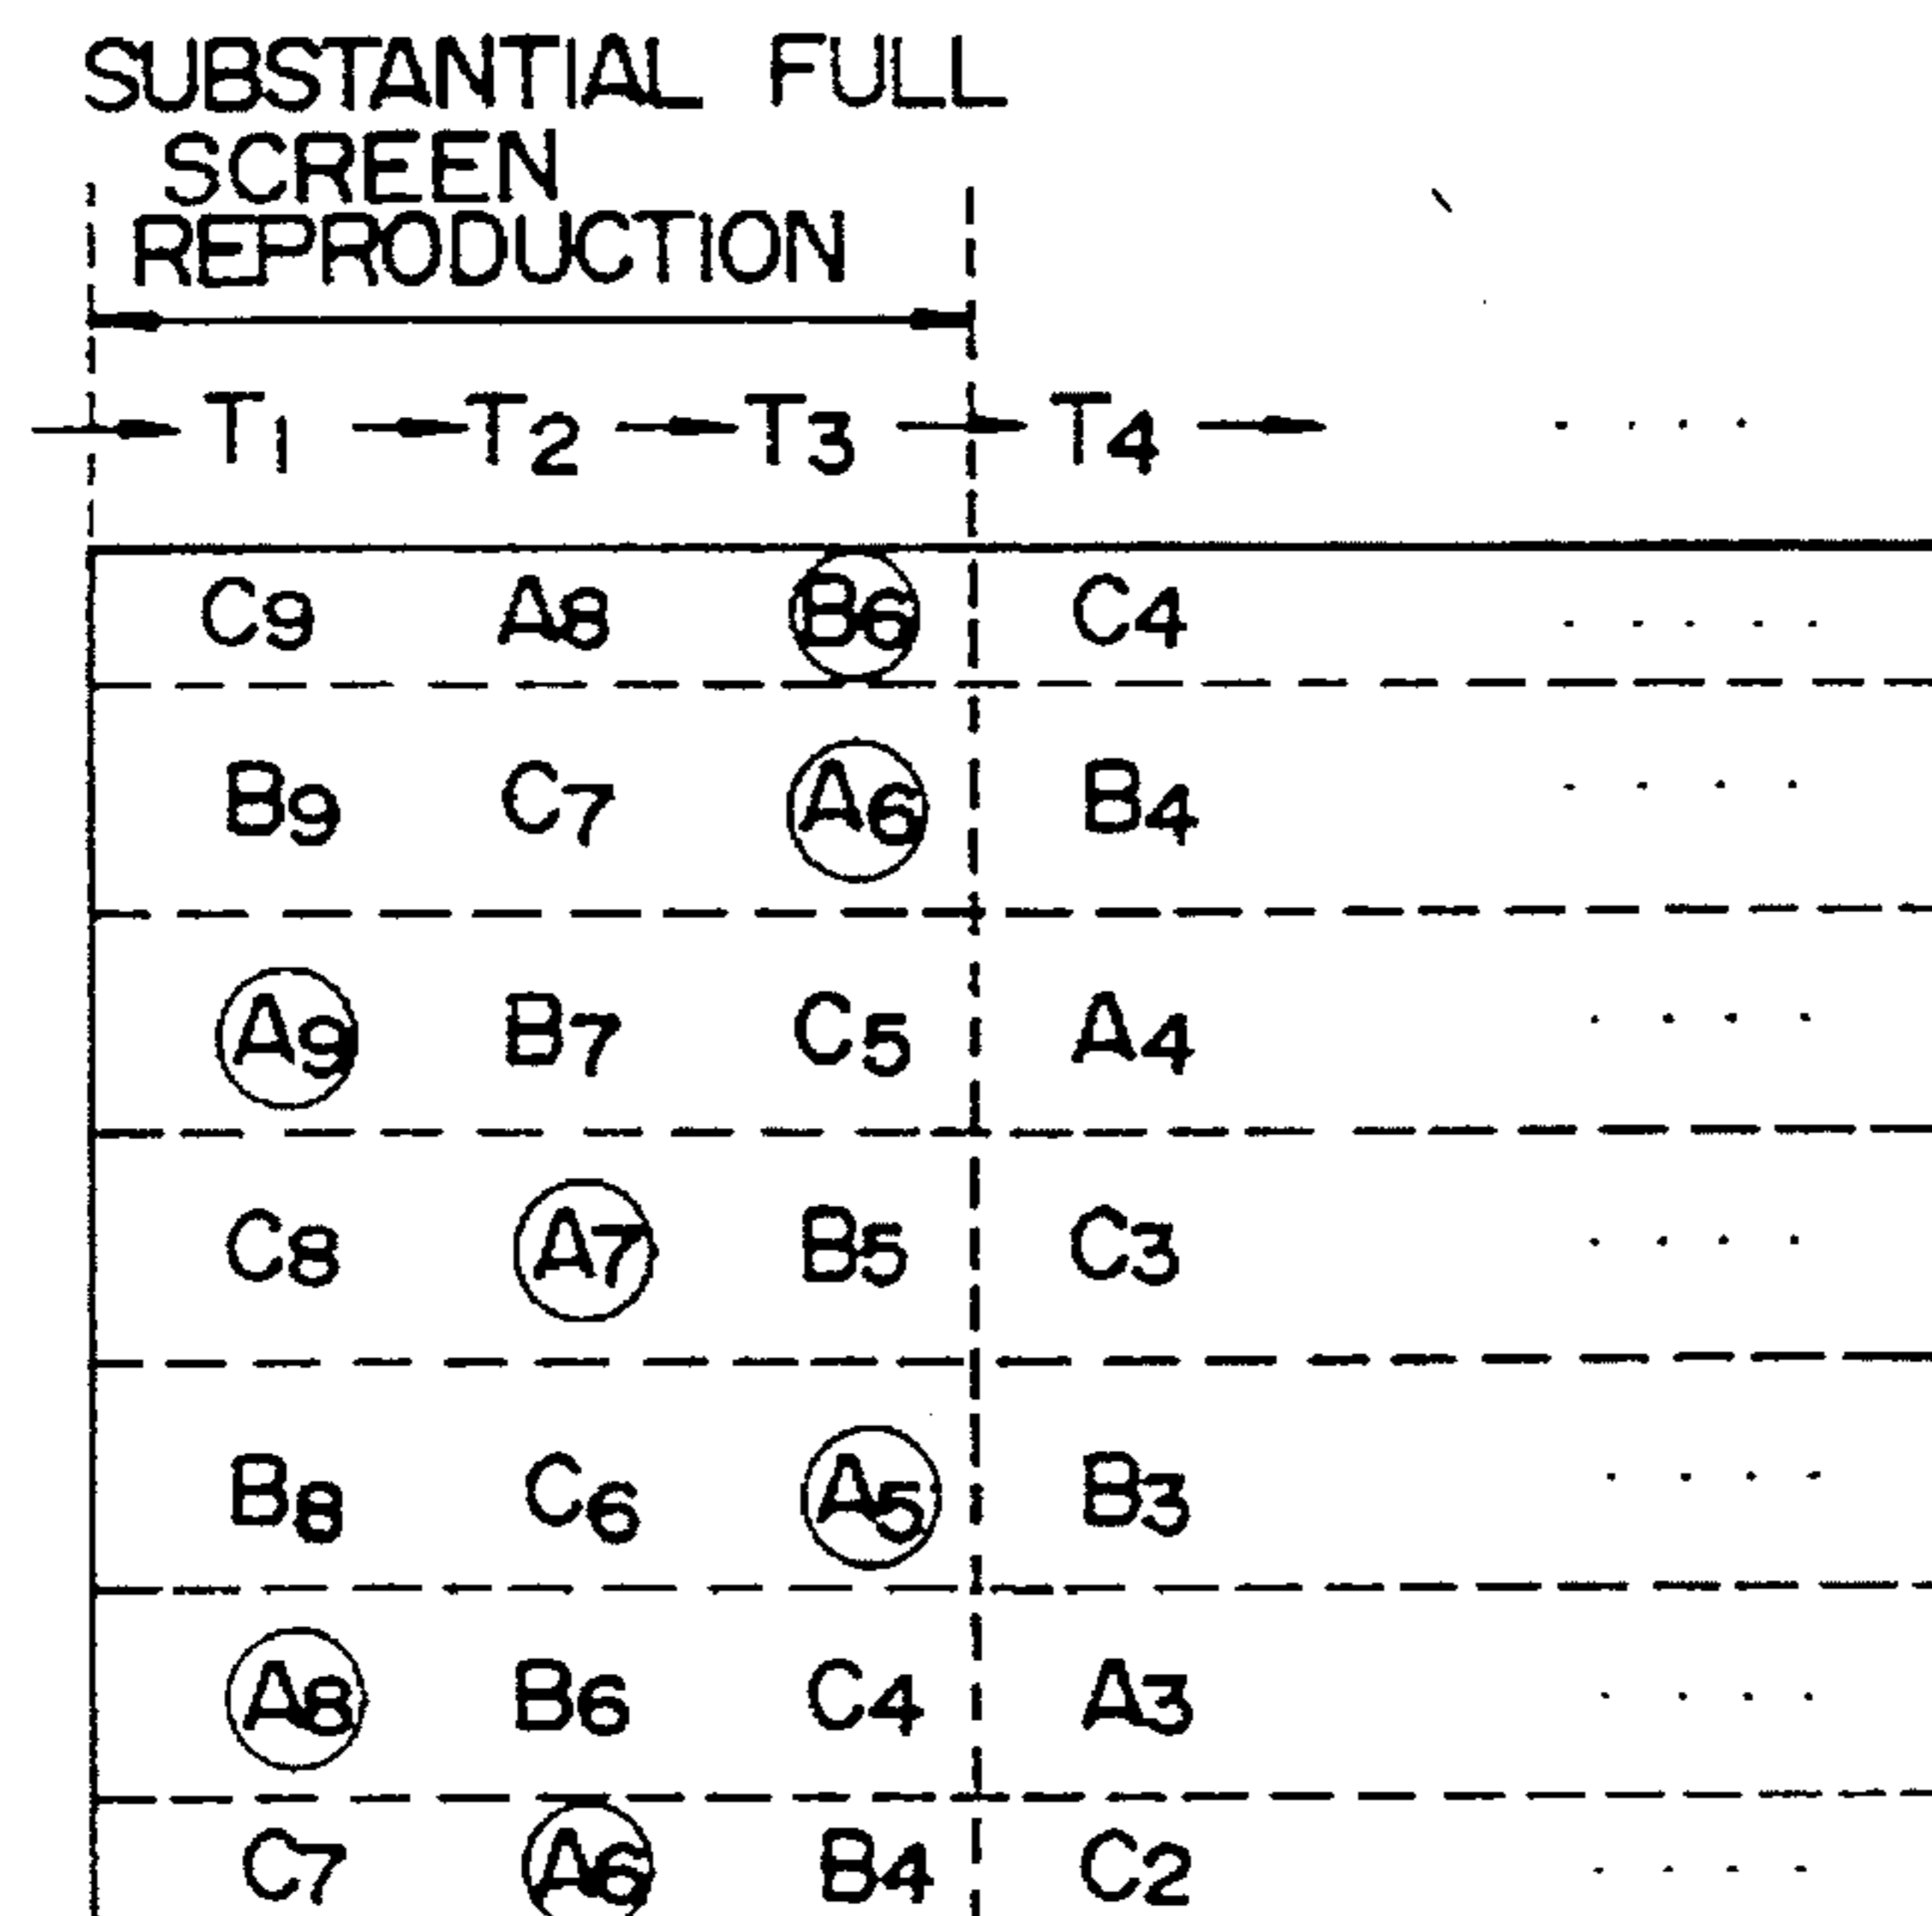 SUBSTANTIAL FULL
SCREEN
REPRODUCTION
T1 T2 T3 T4 . . . .
C9 A8 B6 C4 . . . . .
B9 C7 A6 B4 . . . .
A9 B7 C5 A4 . . . .
C8 A7 B5 C3 . . . .
B8 C6 A5 B3 . . . .
A8 B6 C4 A3 . . . .
C7 A6 B4 C2 . . . .